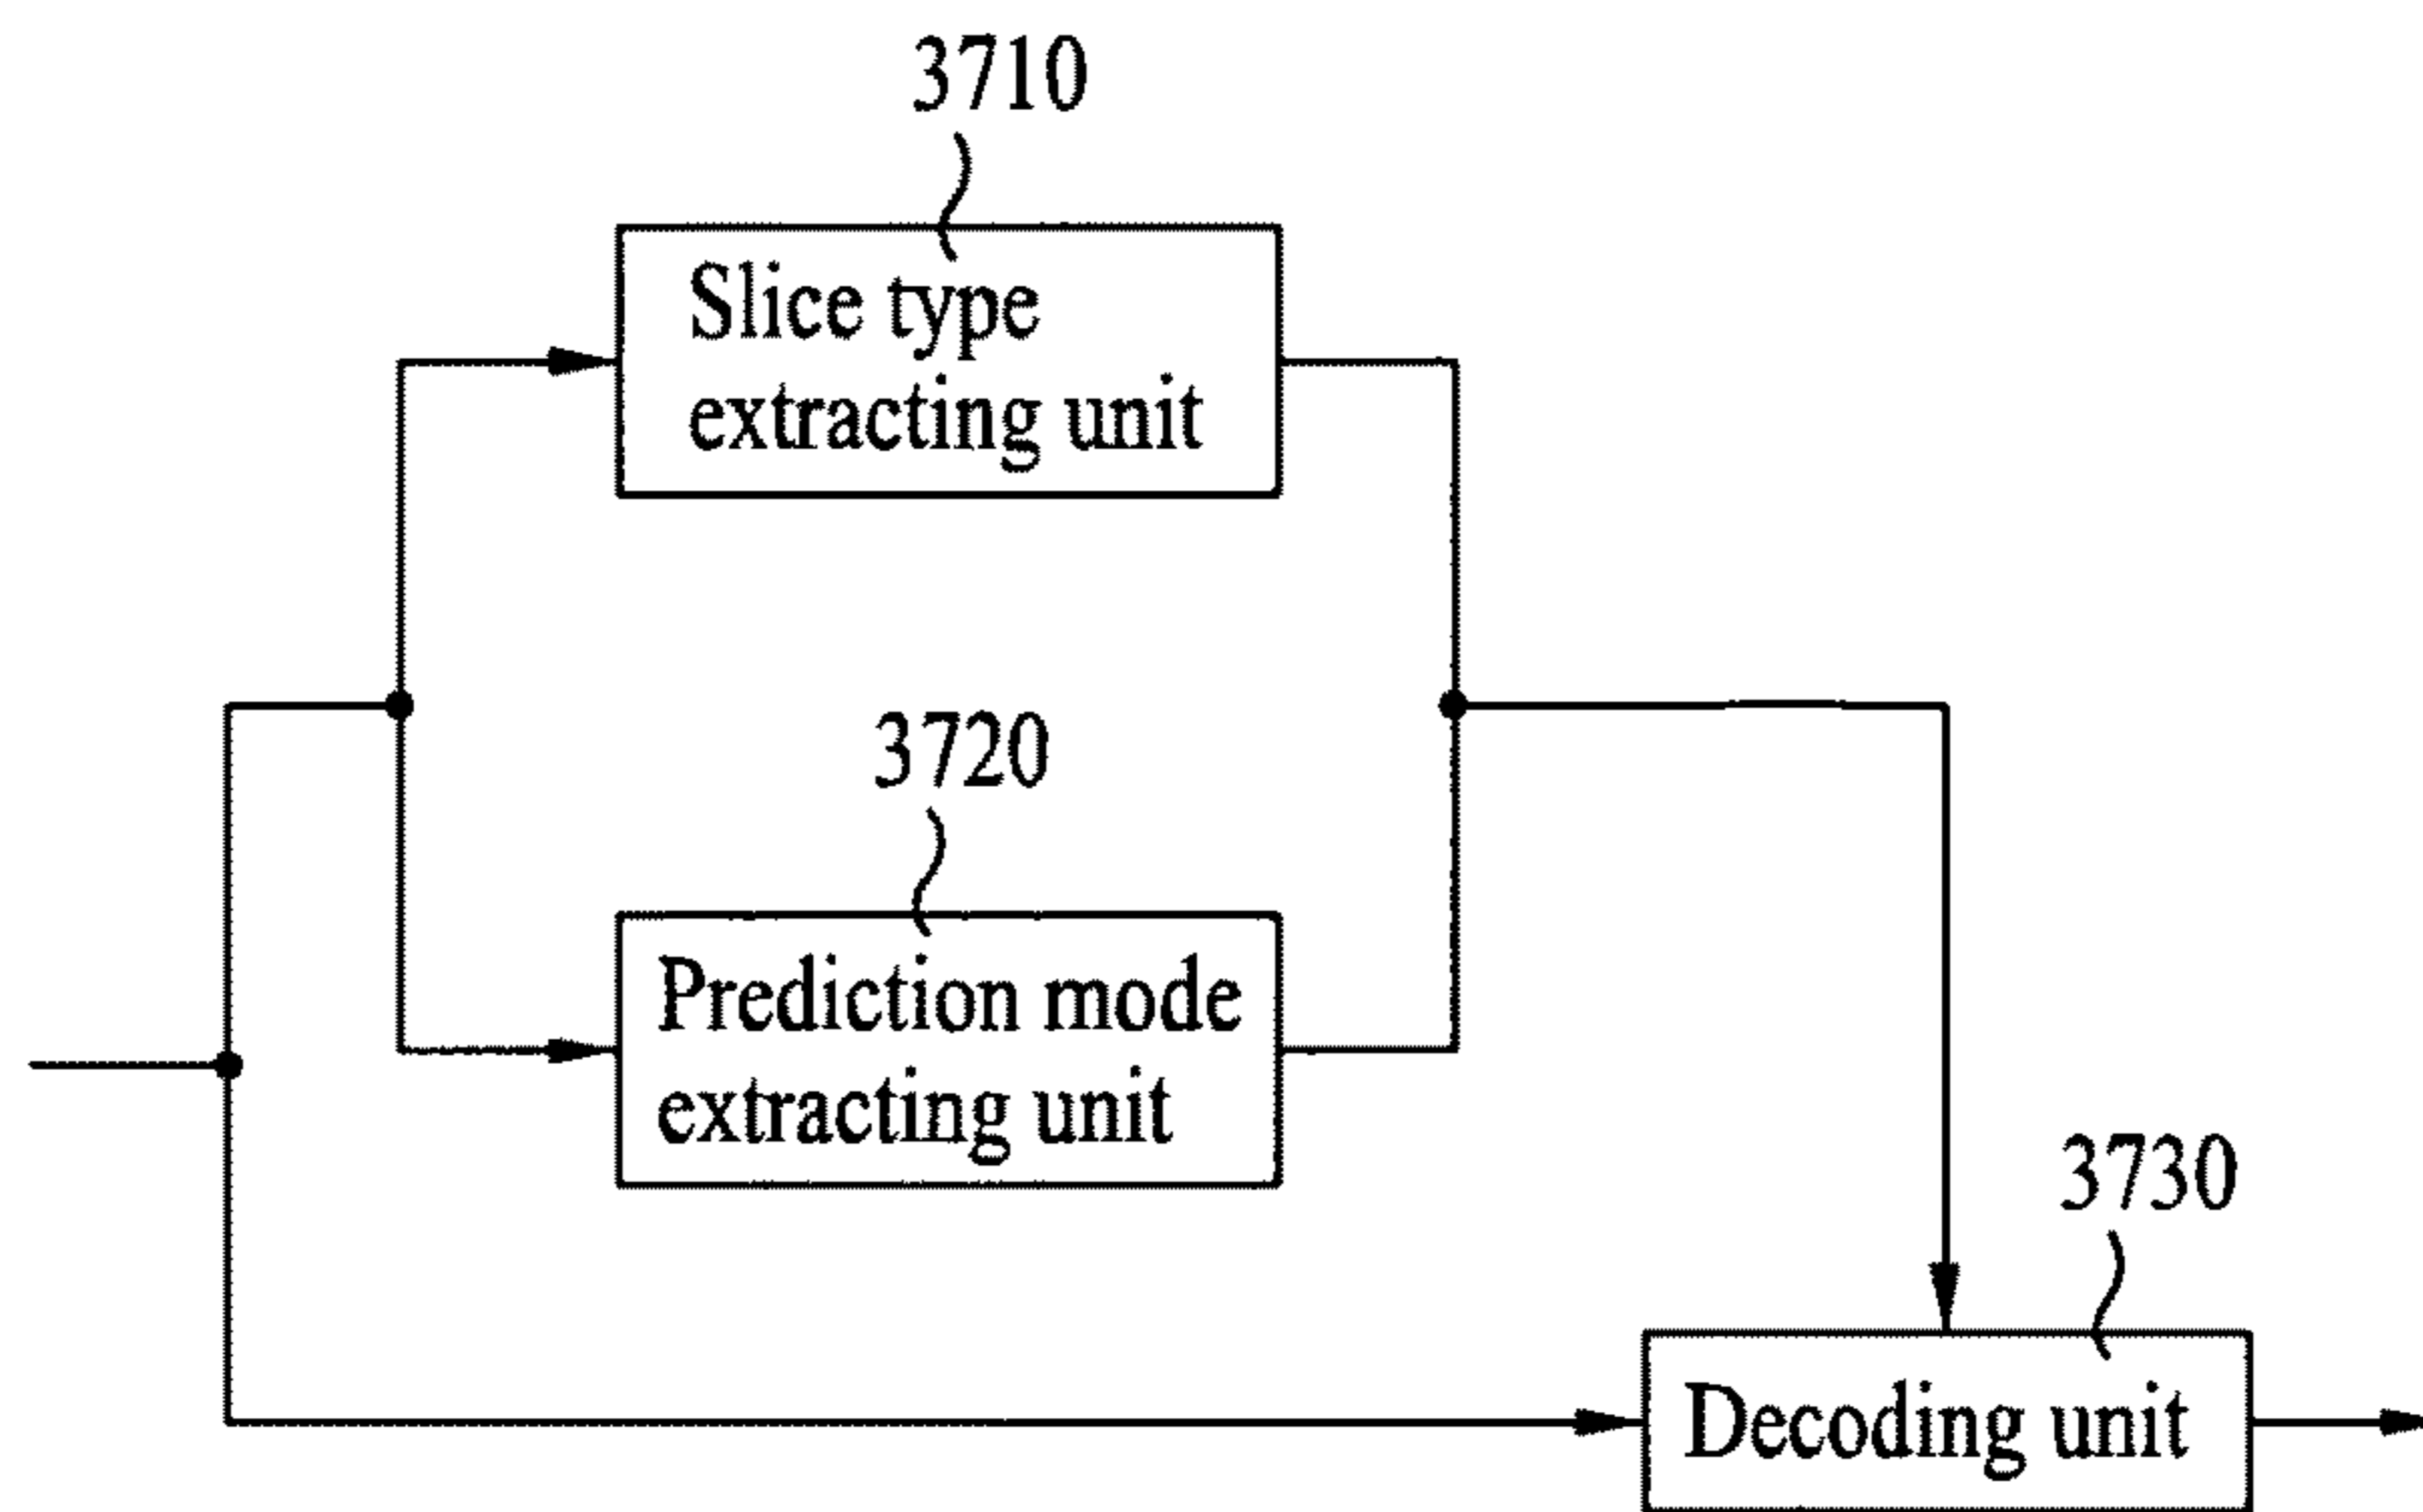 3710
Slice type
extracting unit
3720
Prediction mode
extracting unit
3730
Decoding unit